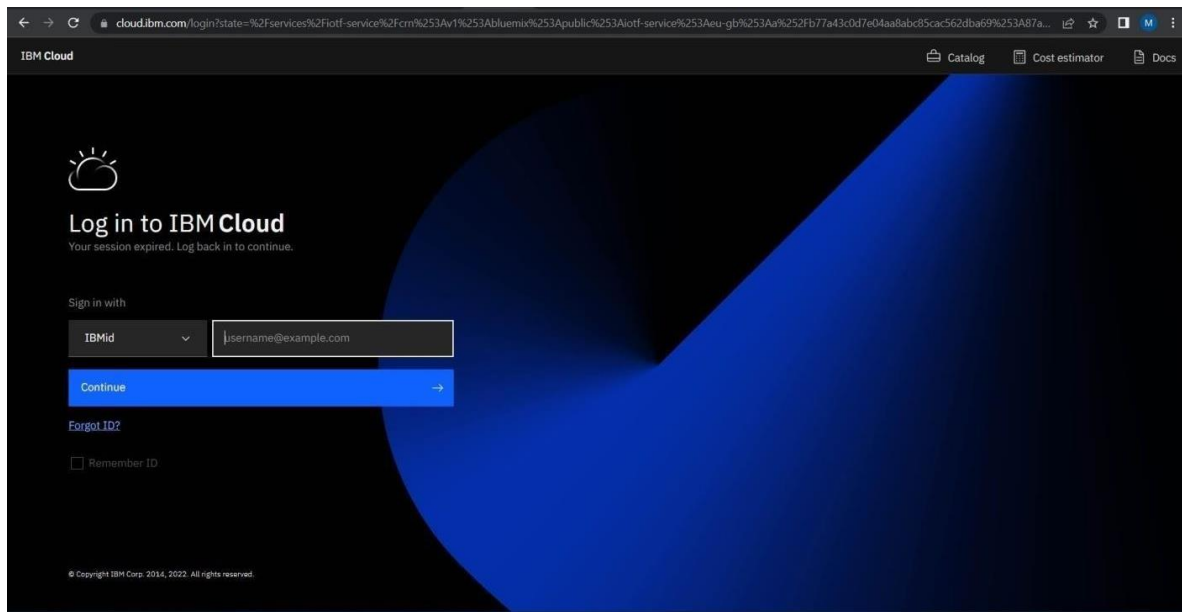 cloud.ibm.com/login?state=%2Fservices%2Fiotf-service%2Fcrn%253Av1%253Abluemix%253Apublic%253Aiotf-service%253Aeu-gb%253Aa%252Fb77a43c0d7e04aa8abc85cac562dba69%253A87a... M
IBM Cloud Catalog Cost estimator Docs
Log in to IBM Cloud
Your session expired. Log back in to continue.
Sign in with
IBMid username@example.com
Continue
Forgot ID?
Remember ID
© Copyright IBM Corp. 2014, 2022. All rights reserved.